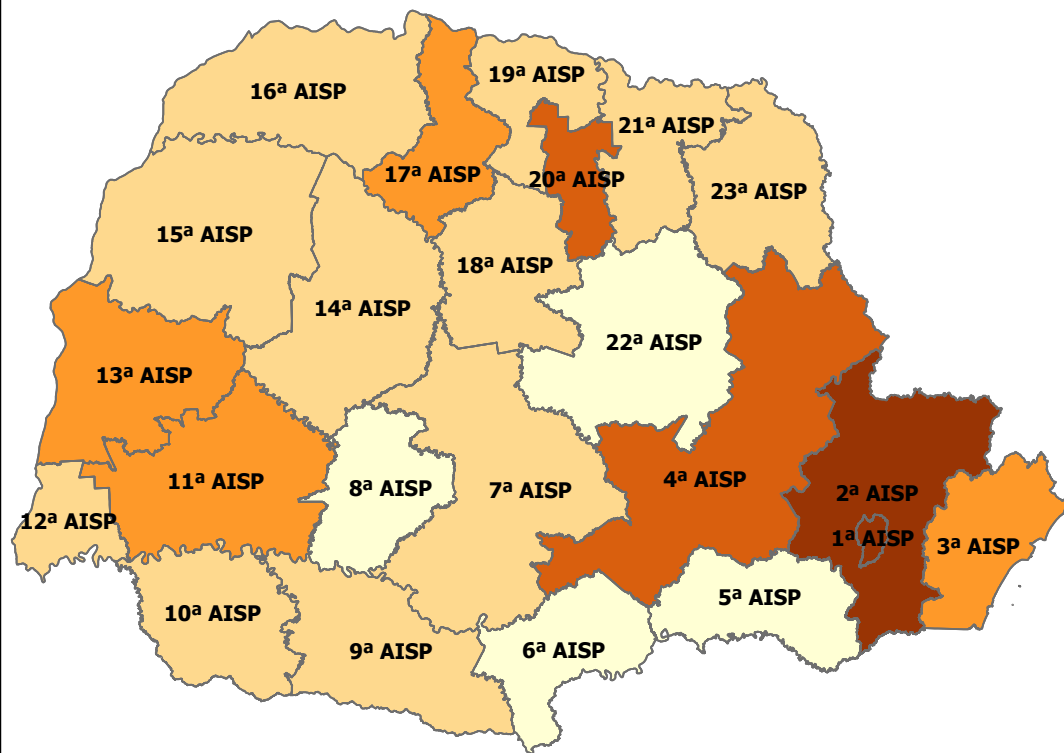 19ª AISP
16ª AISP
21ª AISP
17ª AISP
20ª AISP
23ª AISP
15ª AISP
18ª AISP
14ª AISP
22ª AISP
13ª AISP
11ª AISP
4ª AISP
8ª AISP
7ª AISP
2ª AISP
12ª AISP
1ª AISP
3ª AISP
5ª AISP
10ª AISP
9ª AISP
6ª AISP